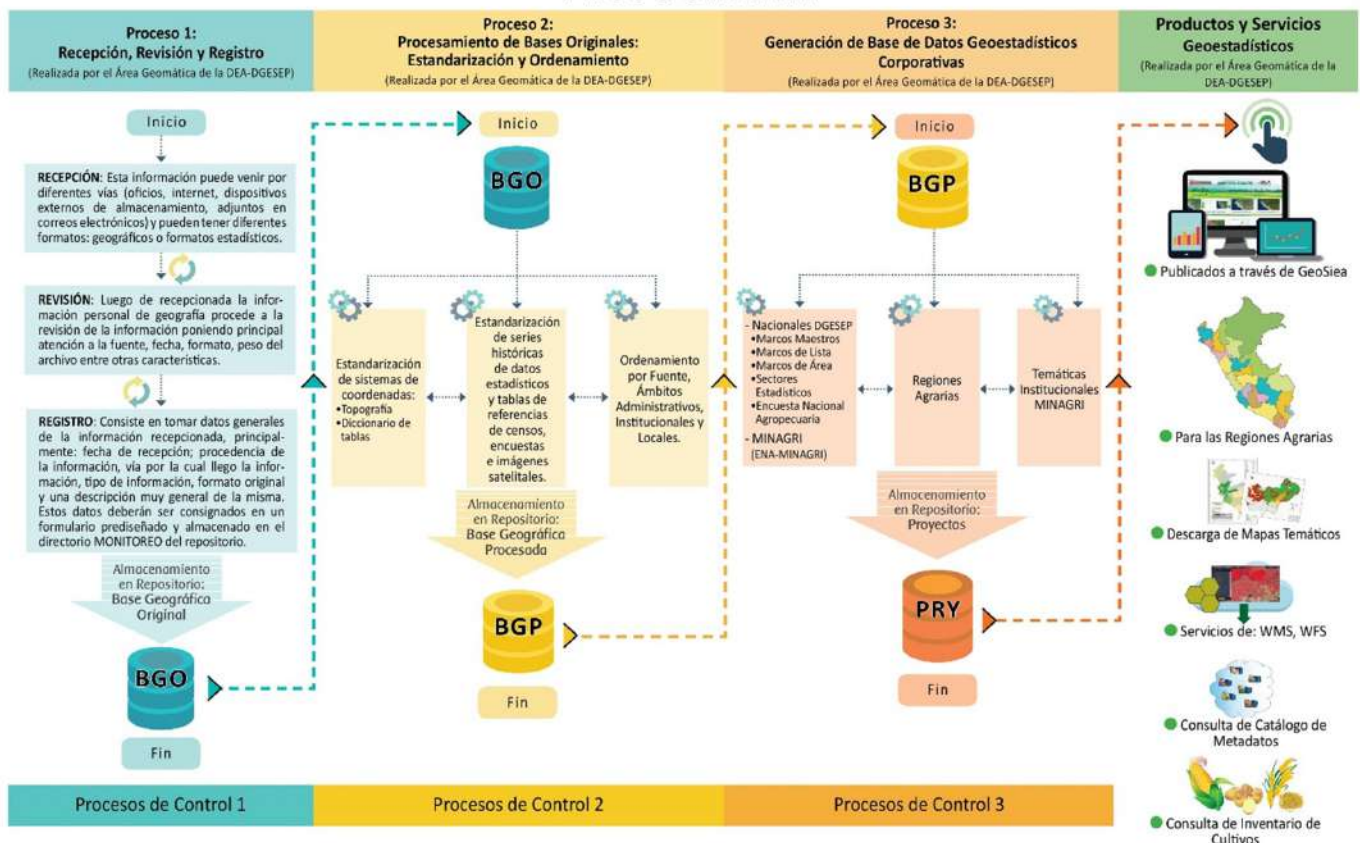 Proceso 1:
Recepción, Revisión y Registro
(Realizada por el Área Geomática de la DEA-DGESEP)
Inicio
RECEPCIÓN: Esta información puede venir por
diferentes vías (oficios, internet, dispositivos
externos de almacenamiento, adjuntos en
correos electrónicos) y pueden tener diferentes
formatos: geográficos o formatos estadísticos.
REVISIÓN: Luego de recepcionada la infor-
mación personal de geografía procede a la
revisión de la información poniendo principal
atención a la fuente, fecha, formato, peso del
archivo entre otras características.
REGISTRO: Consiste en tomar datos generales
de la información recepcionada, principal-
mente: fecha de recepción; procedencia de
la información, vía por la cual llego la infor-
mación, tipo de información, formato original
y una descripción muy general de la misma.
Estos datos deberán ser consignados en un
formulario prediseñado y almacenado en el
directorio MONITOREO del repositorio.
Almacenamiento
en Repositorio:
Base Geográfica
Original
BGO
Fin
Procesos de Control 1
Proceso 2:
Procesamiento de Bases Originales:
Estandarización y Ordenamiento
(Realizada por el Área Geomática de la DEA-DGESEP)
Inicio
BGO
Estandarización
de sistemas de
coordenadas:
•Topografía
•Diccionario de
tablas
Estandarización
de series
históricas
de datos
estadísticos
y tablas de
referencias
de censos,
encuestas
e imágenes
satelitales.
Ordenamiento
por Fuente,
Ámbitos
Administrativos,
Institucionales y
Locales.
Almacenamiento
en Repositorio:
Base Geográfica
Procesada
BGP
Fin
Procesos de Control 2
Proceso 3:
Generación de Base de Datos Geoestadísticos
Corporativas
(Realizada por el Área Geomática de la DEA-DGESEP)
Inicio
BGP
- Nacionales DGESEP
•Marcos Maestros
•Marcos de Lista
•Marcos de Área
•Sectores
Estadísticos
•Encuesta Nacional
Agropecuaria
- MINAGRI
(ENA-MINAGRI)
Regiones
Agrarias
Temáticas
Institucionales
MINAGRI
Almacenamiento
en Repositorio:
Proyectos
PRY
Fin
Procesos de Control 3
Productos y Servicios
Geoestadísticos
(Realizada por el Área Geomática de la
DEA-DGESEP)
Publicados a través de GeoSiea
Para las Regiones Agrarias
Descarga de Mapas Temáticos
Servicios de: WMS, WFS
Consulta de Catálogo de
Metadatos
Consulta de Inventario de
Cultivos